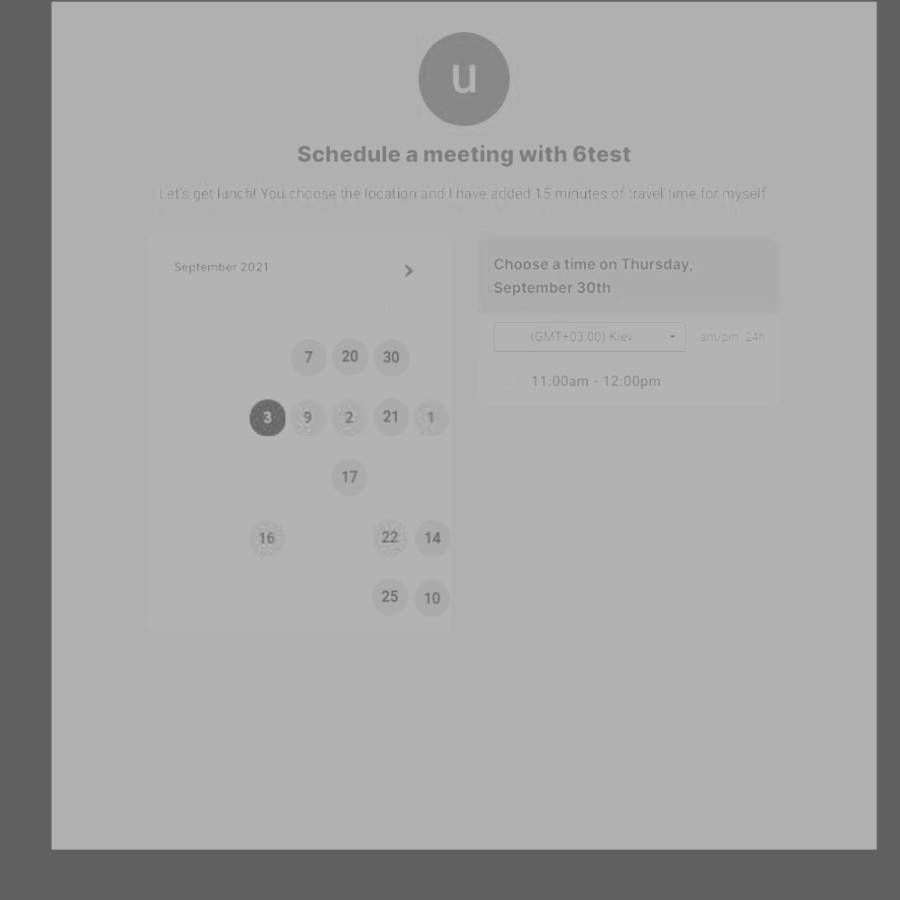 u
Schedule a meeting with 6test
Let's get lunch! You choose the location and I have added 15 minutes of travel time for myself
September 2021
7 20 30
3 9 2 21 1
17
16 22 14
25 10
Choose a time on Thursday,
September 30th
(GMT+03:00) Kiev am/pm 24h
11:00am - 12:00pm